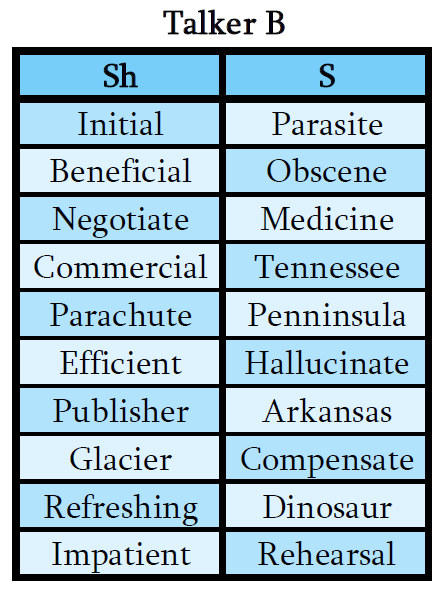 Talker B
Sh S
Initial Parasite
Beneficial Obscene
Negotiate Medicine
Commercial Tennessee
Parachute Penninsula
Efficient Hallucinate
Publisher Arkansas
Glacier Compensate
Refreshing Dinosaur
Impatient Rehearsal